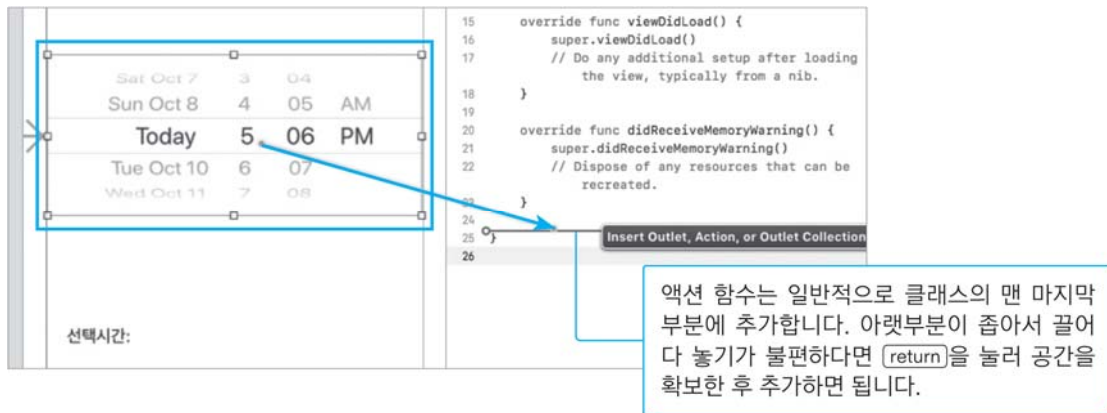 Sat Oct 7 3 04
Sun Oct 8 4 05 AM
Today 5 06 PM
Tue Oct 10 6 07
Wed Oct 11 7 08
선택시간:
15 override func viewDidLoad() {
16 super.viewDidLoad()
17 // Do any additional setup after loading
the view, typically from a nib.
18 }
19
20 override func didReceiveMemoryWarning() {
21 super.didReceiveMemoryWarning()
22 // Dispose of any resources that can be
recreated.
23 }
24
Insert Outlet, Action, or Outlet Collection
25 }
26
액션 함수는 일반적으로 클래스의 맨 마지막
부분에 추가합니다. 아랫부분이 좁아서 끌어
다 놓기가 불편하다면 return을 눌러 공간을
확보한 후 추가하면 됩니다.